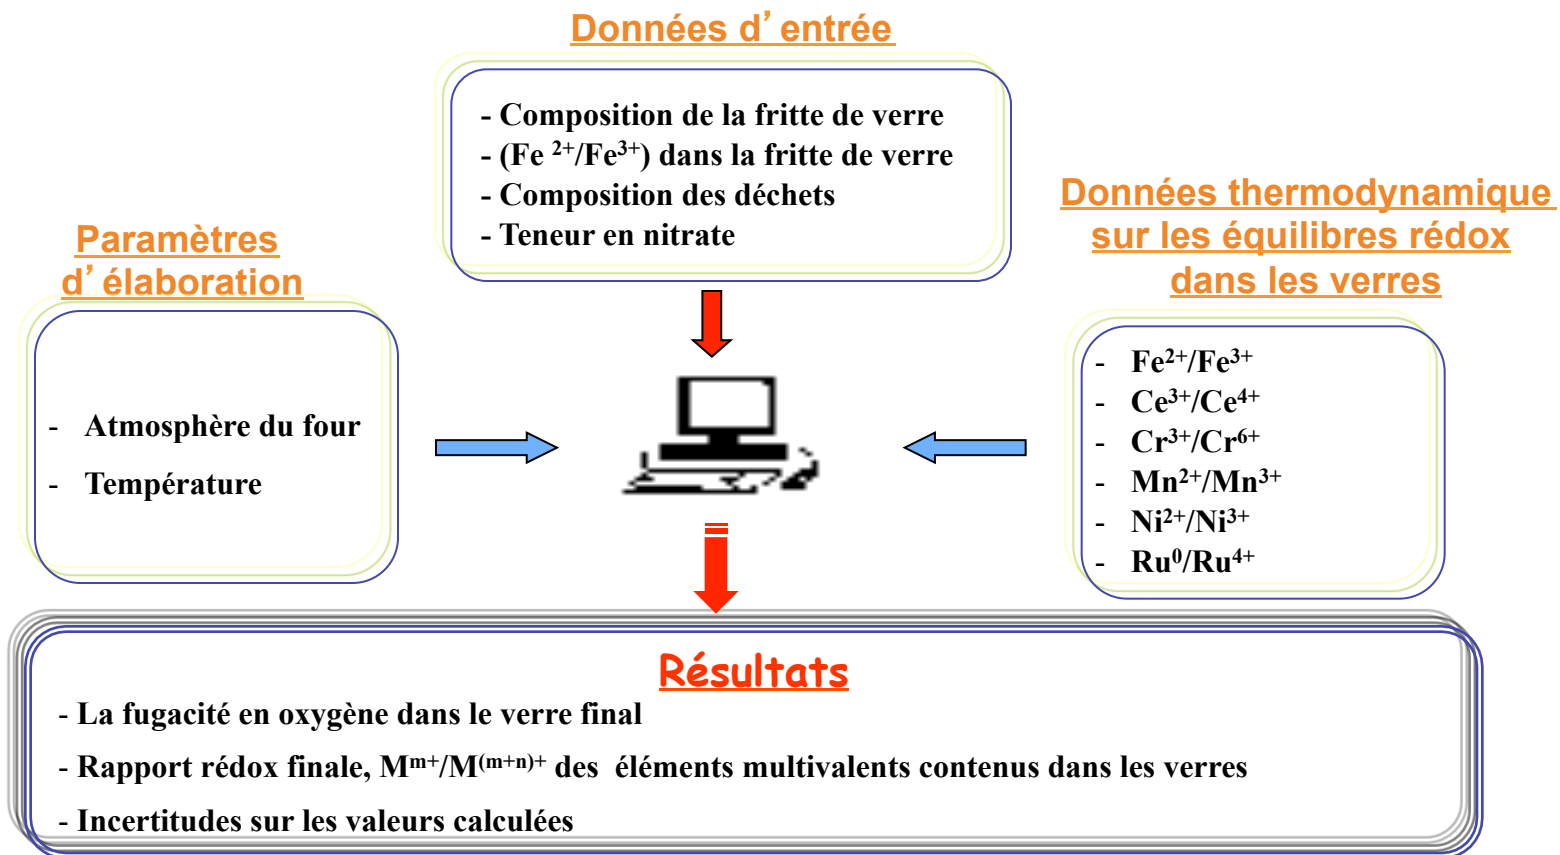 Données d’ entrée
- Composition de la fritte de verre
- (Fe ²⁺/Fe³⁺) dans la fritte de verre
- Composition des déchets
- Teneur en nitrate
Paramètres
d’ élaboration
- Atmosphère du four
- Température
Données thermodynamique
sur les équilibres rédox
dans les verres
- Fe²⁺/Fe³⁺
- Ce³⁺/Ce⁴⁺
- Cr³⁺/Cr⁶⁺
- Mn²⁺/Mn³⁺
- Ni²⁺/Ni³⁺
- Ru⁰/Ru⁴⁺
Résultats
- La fugacité en oxygène dans le verre final
- Rapport rédox finale, Mᵐ⁺/M⁽ᵐ⁺ⁿ⁾⁺ des éléments multivalents contenus dans les verres
- Incertitudes sur les valeurs calculées